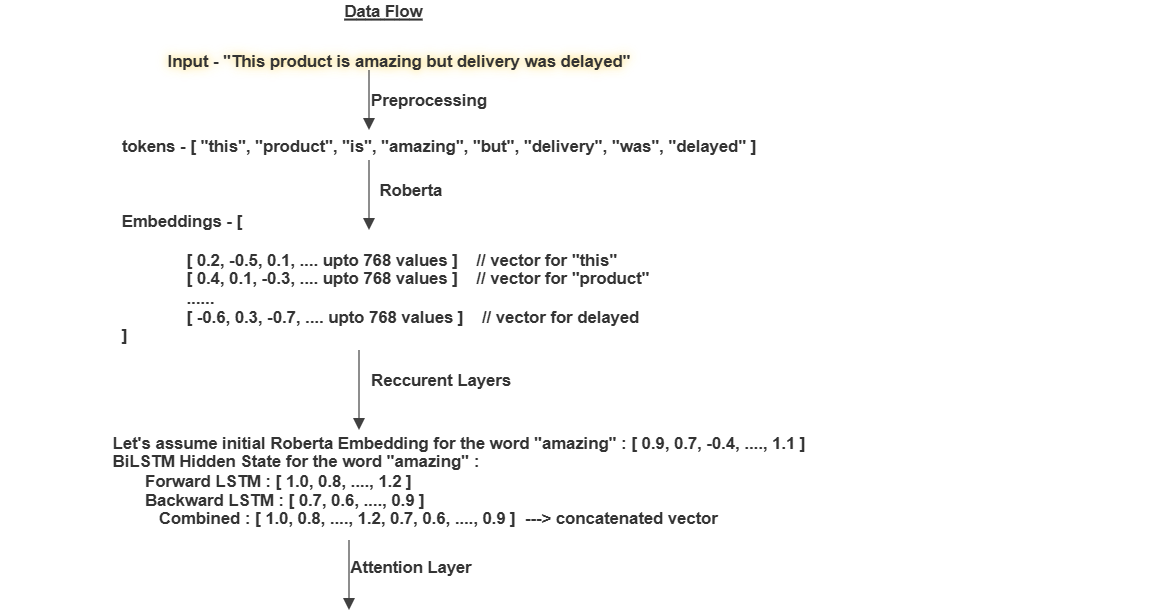 Data Flow
Input - "This product is amazing but delivery was delayed"
Preprocessing
tokens - [ "this", "product", "is", "amazing", "but", "delivery", "was", "delayed" ]
Roberta
Embeddings - [
[ 0.2, -0.5, 0.1, .... upto 768 values ] // vector for "this"
[ 0.4, 0.1, -0.3, .... upto 768 values ] // vector for "product"
......
[ -0.6, 0.3, -0.7, .... upto 768 values ] // vector for delayed
]
Reccurent Layers
Let's assume initial Roberta Embedding for the word "amazing" : [ 0.9, 0.7, -0.4, ...., 1.1 ]
BiLSTM Hidden State for the word "amazing" :
Forward LSTM : [ 1.0, 0.8, ...., 1.2 ]
Backward LSTM : [ 0.7, 0.6, ...., 0.9 ]
Combined : [ 1.0, 0.8, ...., 1.2, 0.7, 0.6, ...., 0.9 ] ---> concatenated vector
Attention Layer